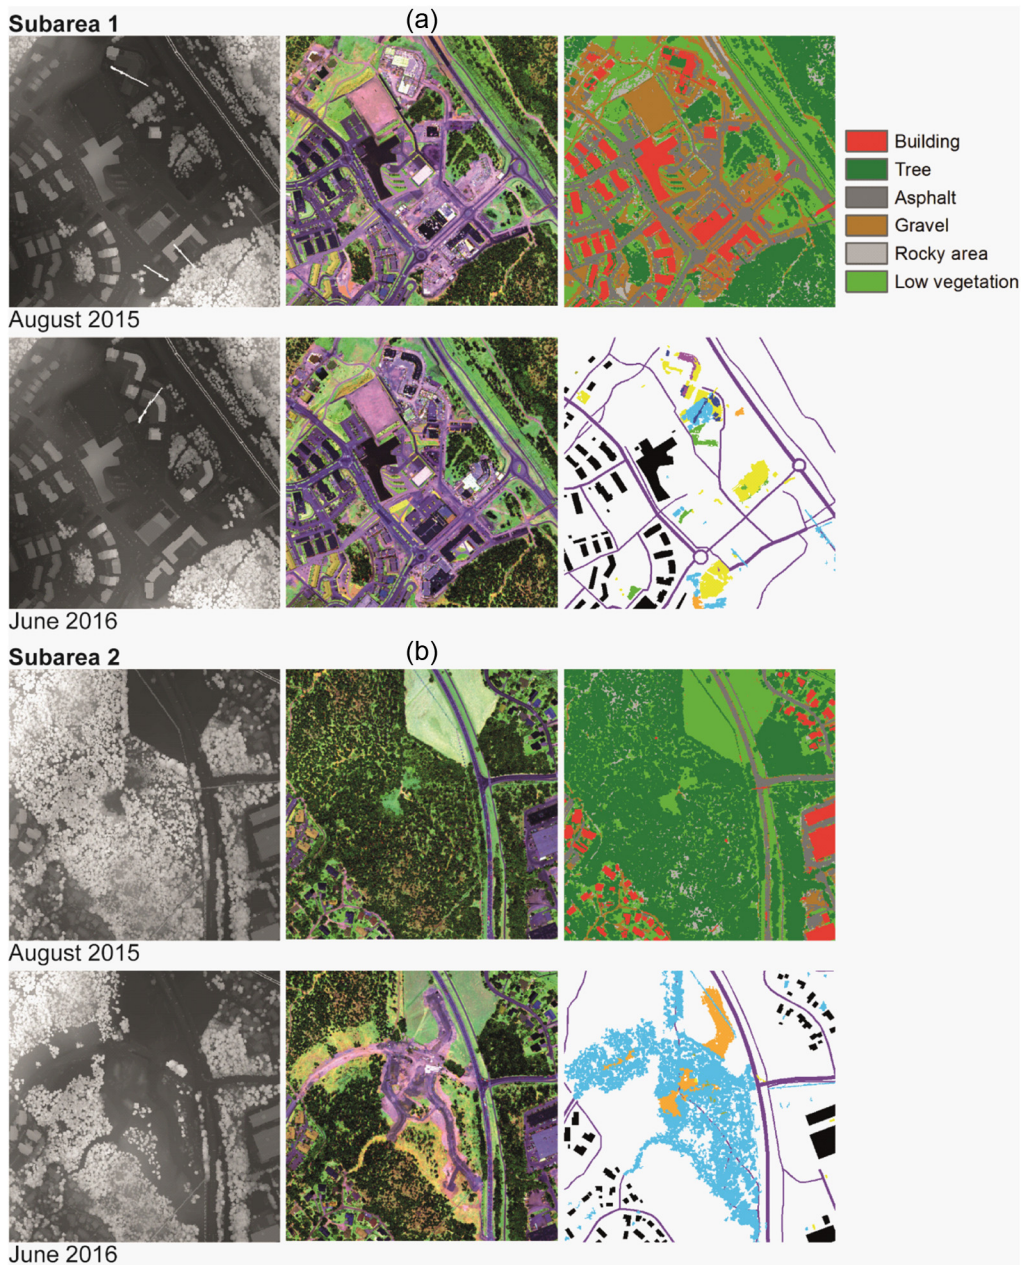 (a)
Subarea 1
Building
Tree
Asphalt
Gravel
Rocky area
Low vegetation
August 2015
June 2016
(b)
Subarea 2
August 2015
June 2016